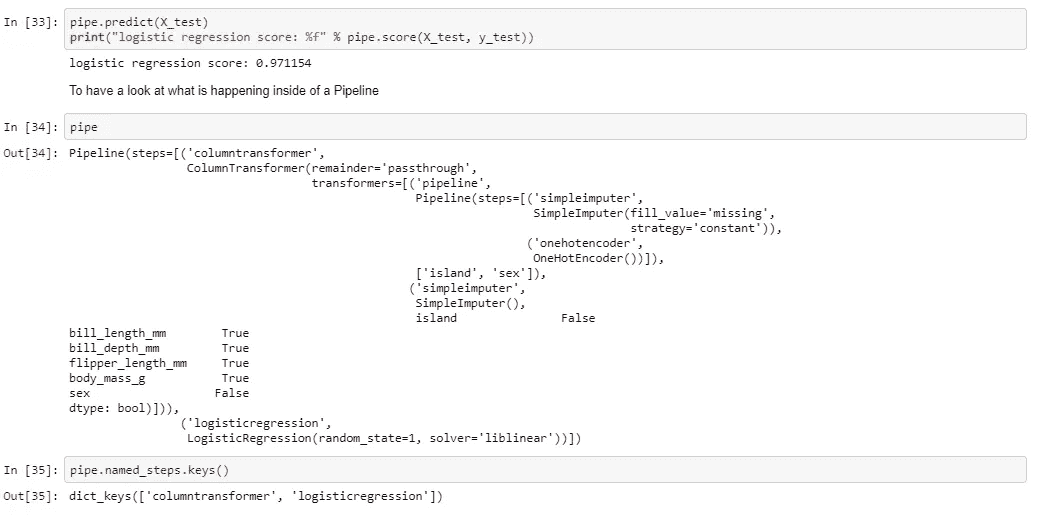 In [33]: pipe.predict(X_test)
print("logistic regression score: %f" % pipe.score(X_test, y_test))
logistic regression score: 0.971154
To have a look at what is happening inside of a Pipeline
In [34]: pipe
Out[34]: Pipeline(steps=[('columntransformer',
ColumnTransformer(remainder='passthrough',
transformers=[('pipeline',
Pipeline(steps=[('simpleimputer',
SimpleImputer(fill_value='missing',
strategy='constant')),
('onehotencoder',
OneHotEncoder())]),
['island', 'sex']),
('simpleimputer',
SimpleImputer(),
island False
bill_length_mm True
bill_depth_mm True
flipper_length_mm True
body_mass_g True
sex False
dtype: bool)])),
('logisticregression',
LogisticRegression(random_state=1, solver='liblinear'))])
In [35]: pipe.named_steps.keys()
Out[35]: dict_keys(['columntransformer', 'logisticregression'])